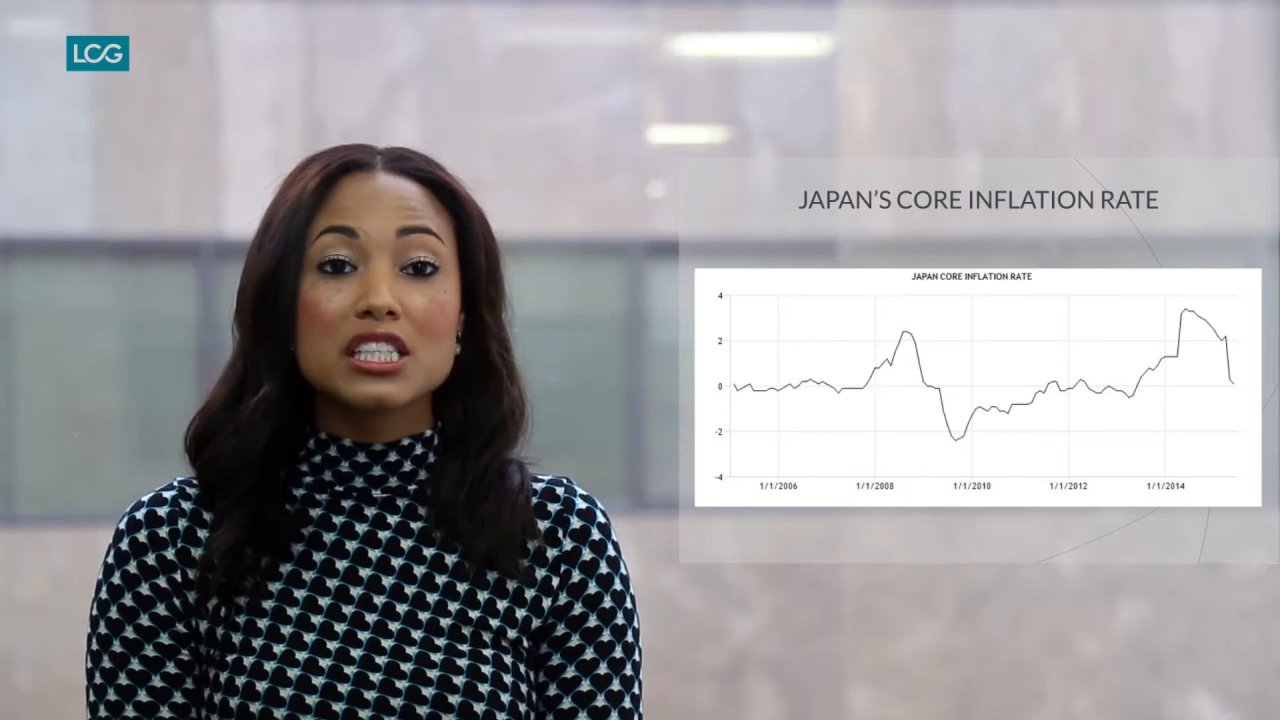 LCG
JAPAN'S CORE INFLATION RATE
JAPAN CORE INFLATION RATE
4
2
0
-2
-4
1/1/2006 1/1/2008 1/1/2010 1/1/2012 1/1/2014